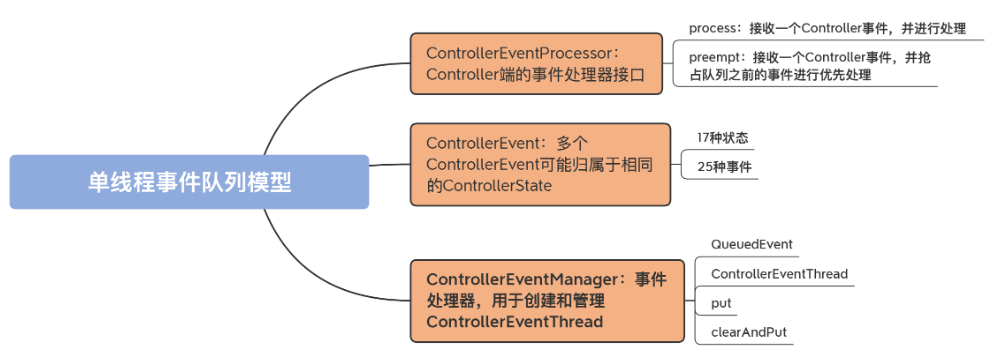 单线程事件队列模型
ControllerEventProcessor：
Controller端的事件处理器接口
process：接收一个Controller事件，并进行处理
preempt：接收一个Controller事件，并抢
占队列之前的事件进行优先处理
ControllerEvent：多个
ControllerEvent可能归属于相同
的ControllerState
17种状态
25种事件
ControllerEventManager：事件
处理器，用于创建和管理
ControllerEventThread
QueuedEvent
ControllerEventThread
put
clearAndPut